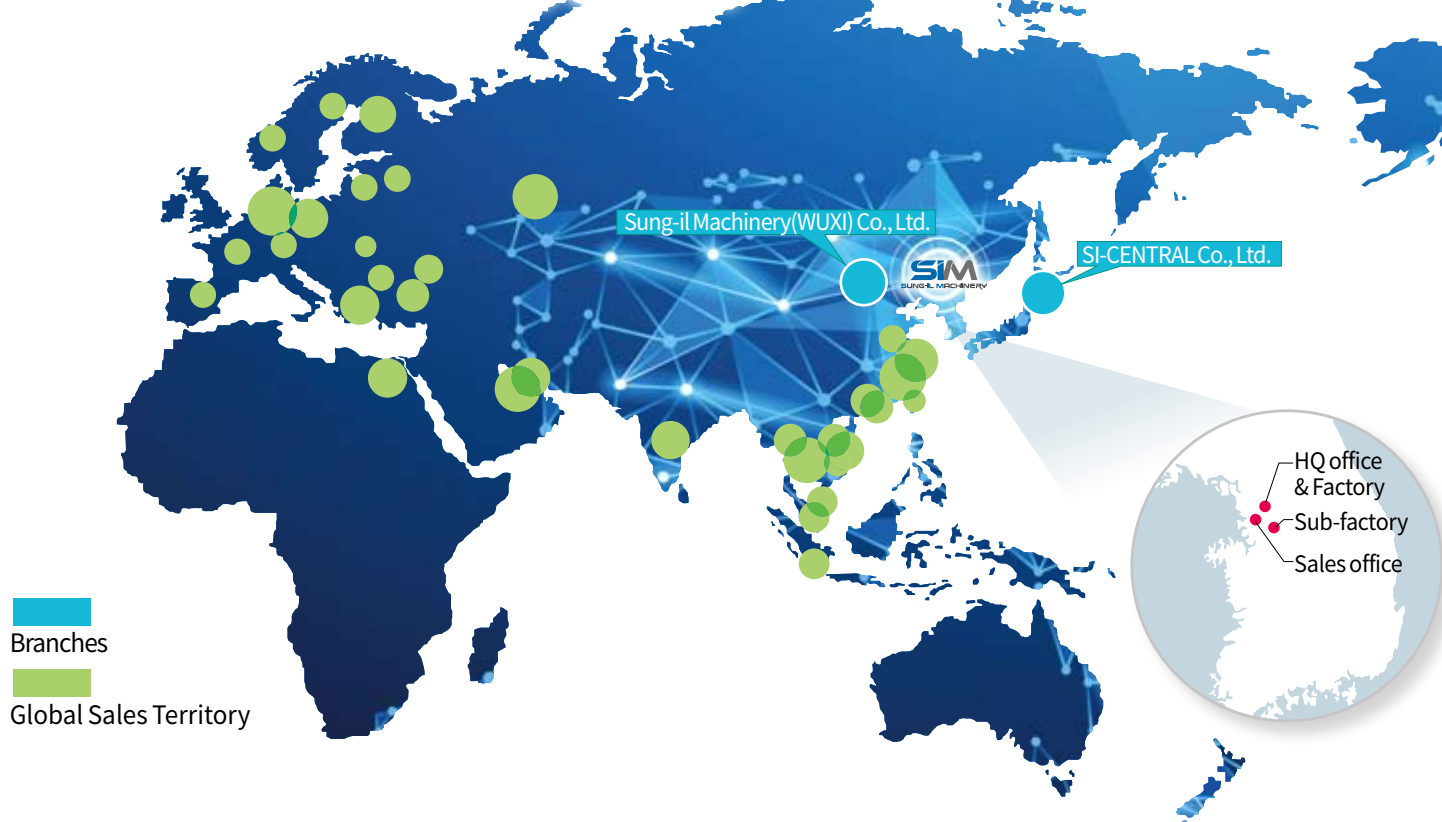 Sung-il Machinery(WUXI) Co., Ltd.
SIM
SUNG-IL MACHINERY
SI-CENTRAL Co., Ltd.
HQ office
& Factory
Sub-factory
Sales office
Branches
Global Sales Territory